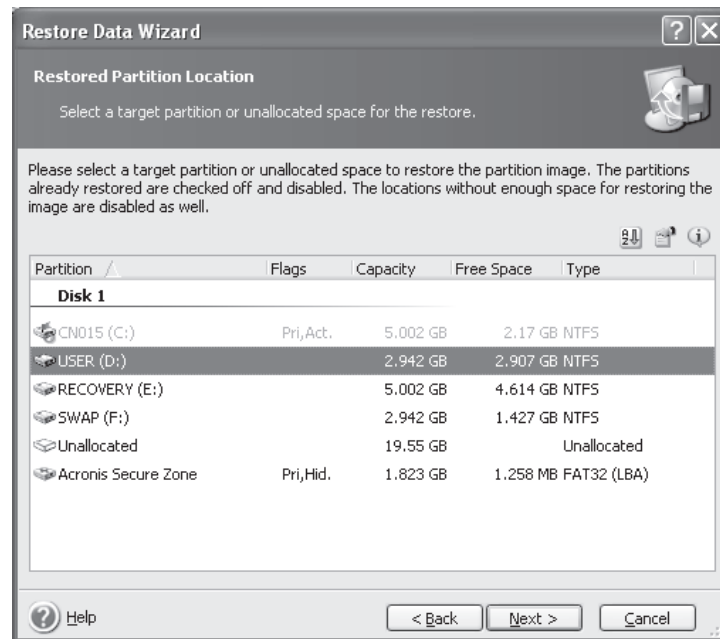 Restore Data Wizard
Restored Partition Location
Select a target partition or unallocated space for the restore.
Please select a target partition or unallocated space to restore the partition image. The partitions
already restored are checked off and disabled. The locations without enough space for restoring the
image are disabled as well.
Partition Flags Capacity Free Space Type
Disk 1
CN015 (C:) Pri,Act. 5.002 GB 2.17 GB NTFS
USER (D:) 2.942 GB 2.907 GB NTFS
RECOVERY (E:) 5.002 GB 4.614 GB NTFS
SWAP (F:) 2.942 GB 1.427 GB NTFS
Unallocated 19.55 GB Unallocated
Acronis Secure Zone Pri,Hid. 1.823 GB 1.258 MB FAT32 (LBA)
Help < Back Next > Cancel